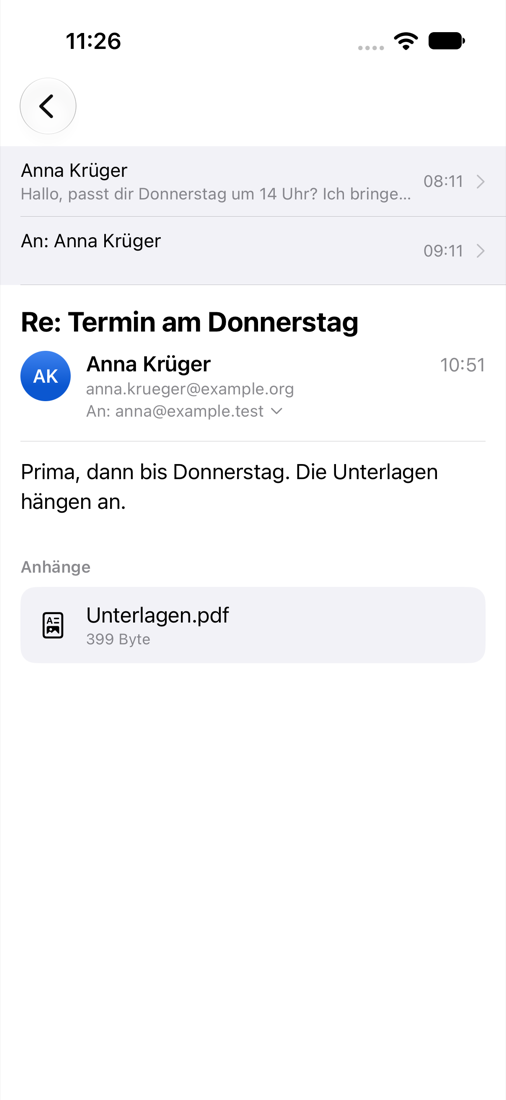 11:26
Anna Krüger
Hallo, passt dir Donnerstag um 14 Uhr? Ich bringe...
08:11
An: Anna Krüger
09:11
Re: Termin am Donnerstag
AK
Anna Krüger
10:51
anna.krueger@example.org
An: anna@example.test
Prima, dann bis Donnerstag. Die Unterlagen
hängen an.
Anhänge
Unterlagen.pdf
399 Byte